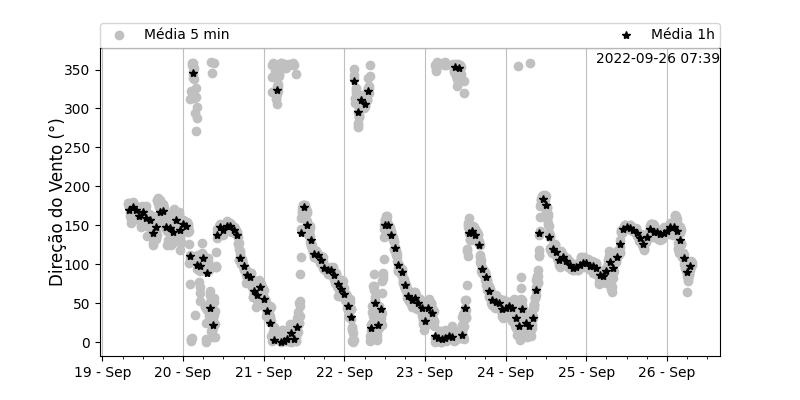 Média 5 min
Média 1h
2022-09-26 07:39
Direção do Vento (°)
350
300
250
200
150
100
50
0
19 - Sep
20 - Sep
21 - Sep
22 - Sep
23 - Sep
24 - Sep
25 - Sep
26 - Sep